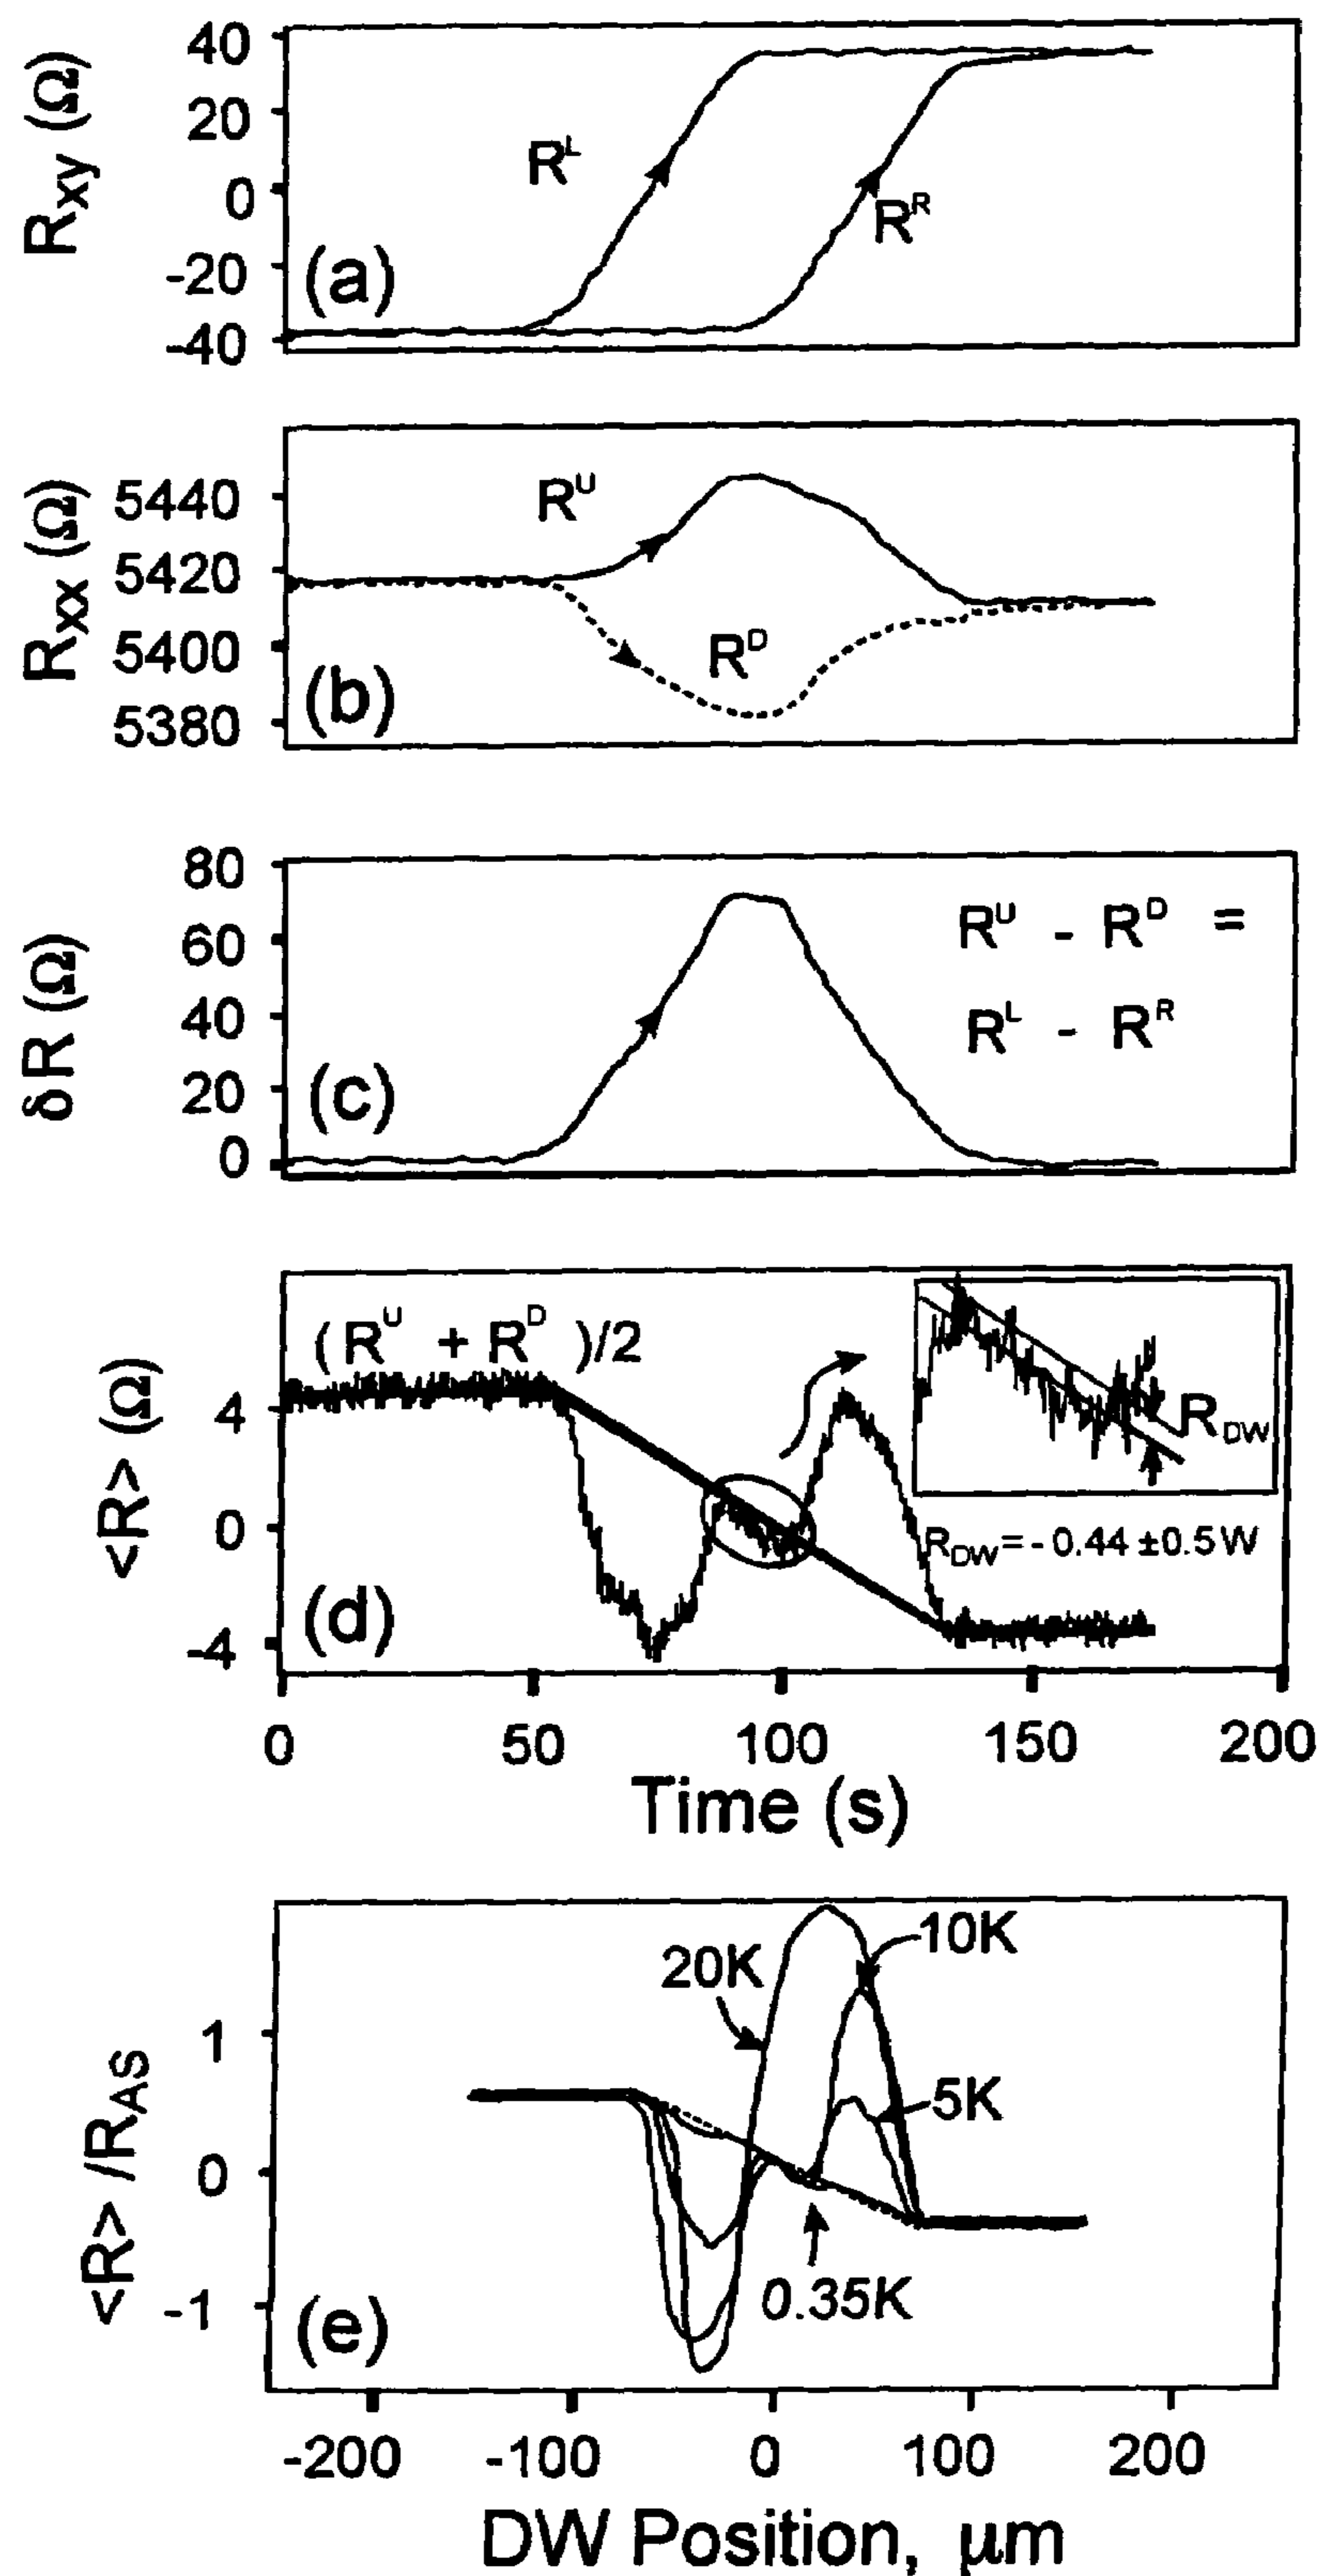 40
20
0
-20
-40
R_xy (Ω)
R^L
R^R
(a)
5440
5420
5400
5380
R_xx (Ω)
R^U
R^D
(b)
80
60
40
20
0
δR (Ω)
R^U - R^D =
R^L - R^R
(c)
4
0
-4
<R> (Ω)
(R^U + R^D)/2
R_DW
R_DW = - 0.44 ±0.5 W
(d)
0 50 100 150 200
Time (s)
1
0
-1
<R> /R_AS
20K
10K
5K
0.35K
(e)
-200 -100 0 100 200
DW Position, μm